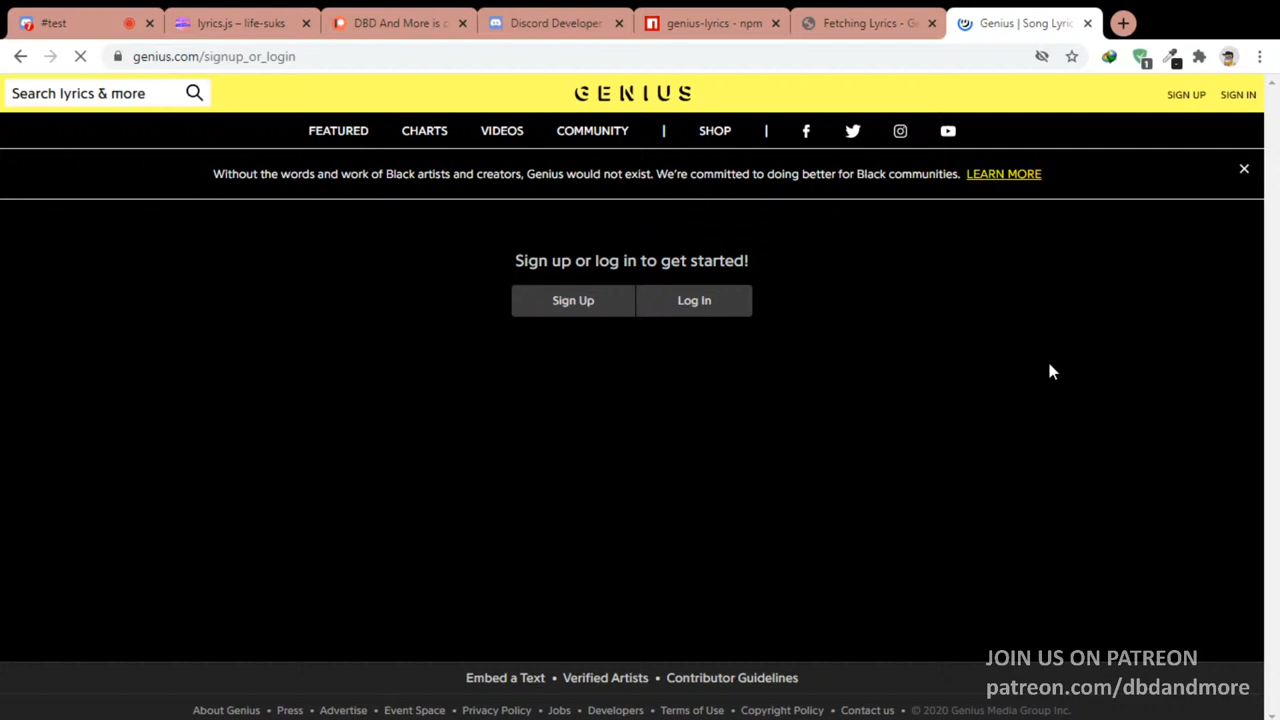 #test
lyrics.js – life-suks
DBD And More is c
Discord Developer
genius-lyrics - npm
Fetching Lyrics - Ge
Genius | Song Lyric
genius.com/signup_or_login
Search lyrics & more
GENIUS
SIGN UP
SIGN IN
FEATURED
CHARTS
VIDEOS
COMMUNITY
|
SHOP
|
Without the words and work of Black artists and creators, Genius would not exist. We're committed to doing better for Black communities. LEARN MORE
Sign up or log in to get started!
Sign Up
Log In
JOIN US ON PATREON
patreon.com/dbdandmore
Embed a Text • Verified Artists • Contributor Guidelines
About Genius • Press • Advertise • Event Space • Privacy Policy • Jobs • Developers • Terms of Use • Copyright Policy • Contact us • © 2020 Genius Media Group Inc.